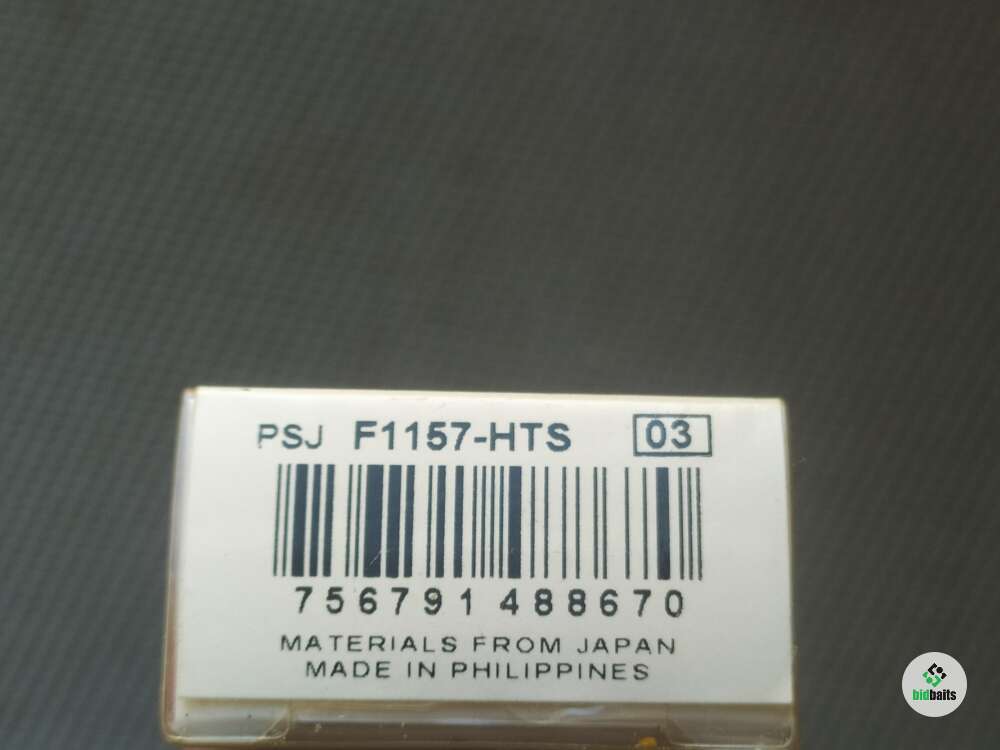 PSJ F1157-HTS 03
756791 488670
MATERIALS FROM JAPAN
MADE IN PHILIPPINES
bidbaits